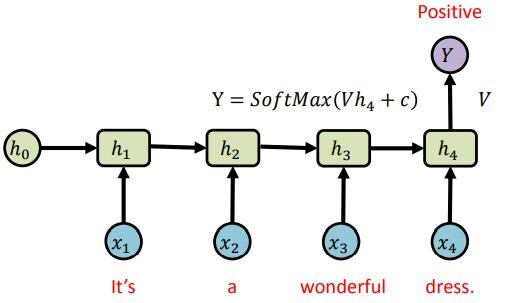 Positive
Y
Y = SoftMax(Vh₄ + c) V
h₀ h₁ h₂ h₃ h₄
x₁ x₂ x₃ x₄
It's a wonderful dress.